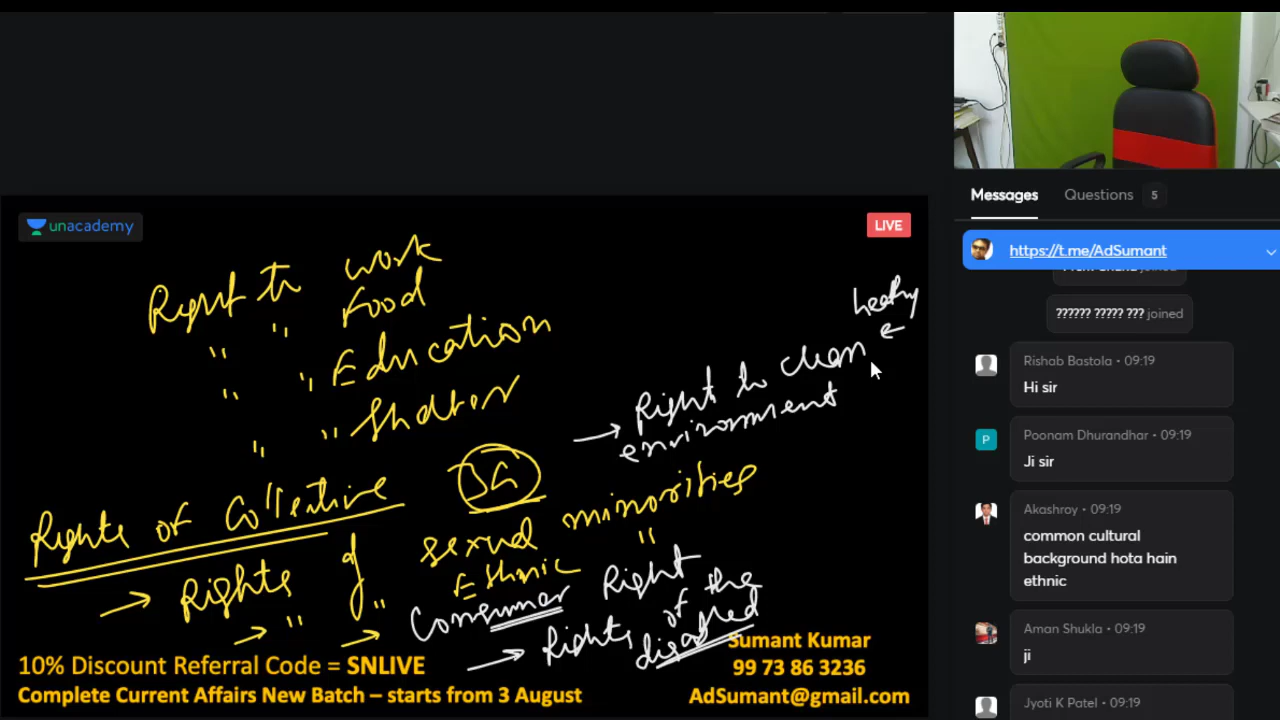 unacademy
LIVE
Right to work
" " Food
" " Education
" " Shelter
healthy
→ Right to clean ←
environment
Rights of Collective
3G
→ Rights of sexual minorities
→ " " Ethnic "
→ Consumer Right
→ Rights of the
disabled
Sumant Kumar
99 73 86 3236
AdSumant@gmail.com
10% Discount Referral Code = SNLIVE
Complete Current Affairs New Batch – starts from 3 August
Messages
Questions 5
https://t.me/AdSumant
joined
?????? ????? ??? joined
Rishab Bastola • 09:19
Hi sir
P
Poonam Dhurandhar • 09:19
Ji sir
Akashroy • 09:19
common cultural
background hota hain
ethnic
Aman Shukla • 09:19
ji
Jyoti K Patel • 09:19